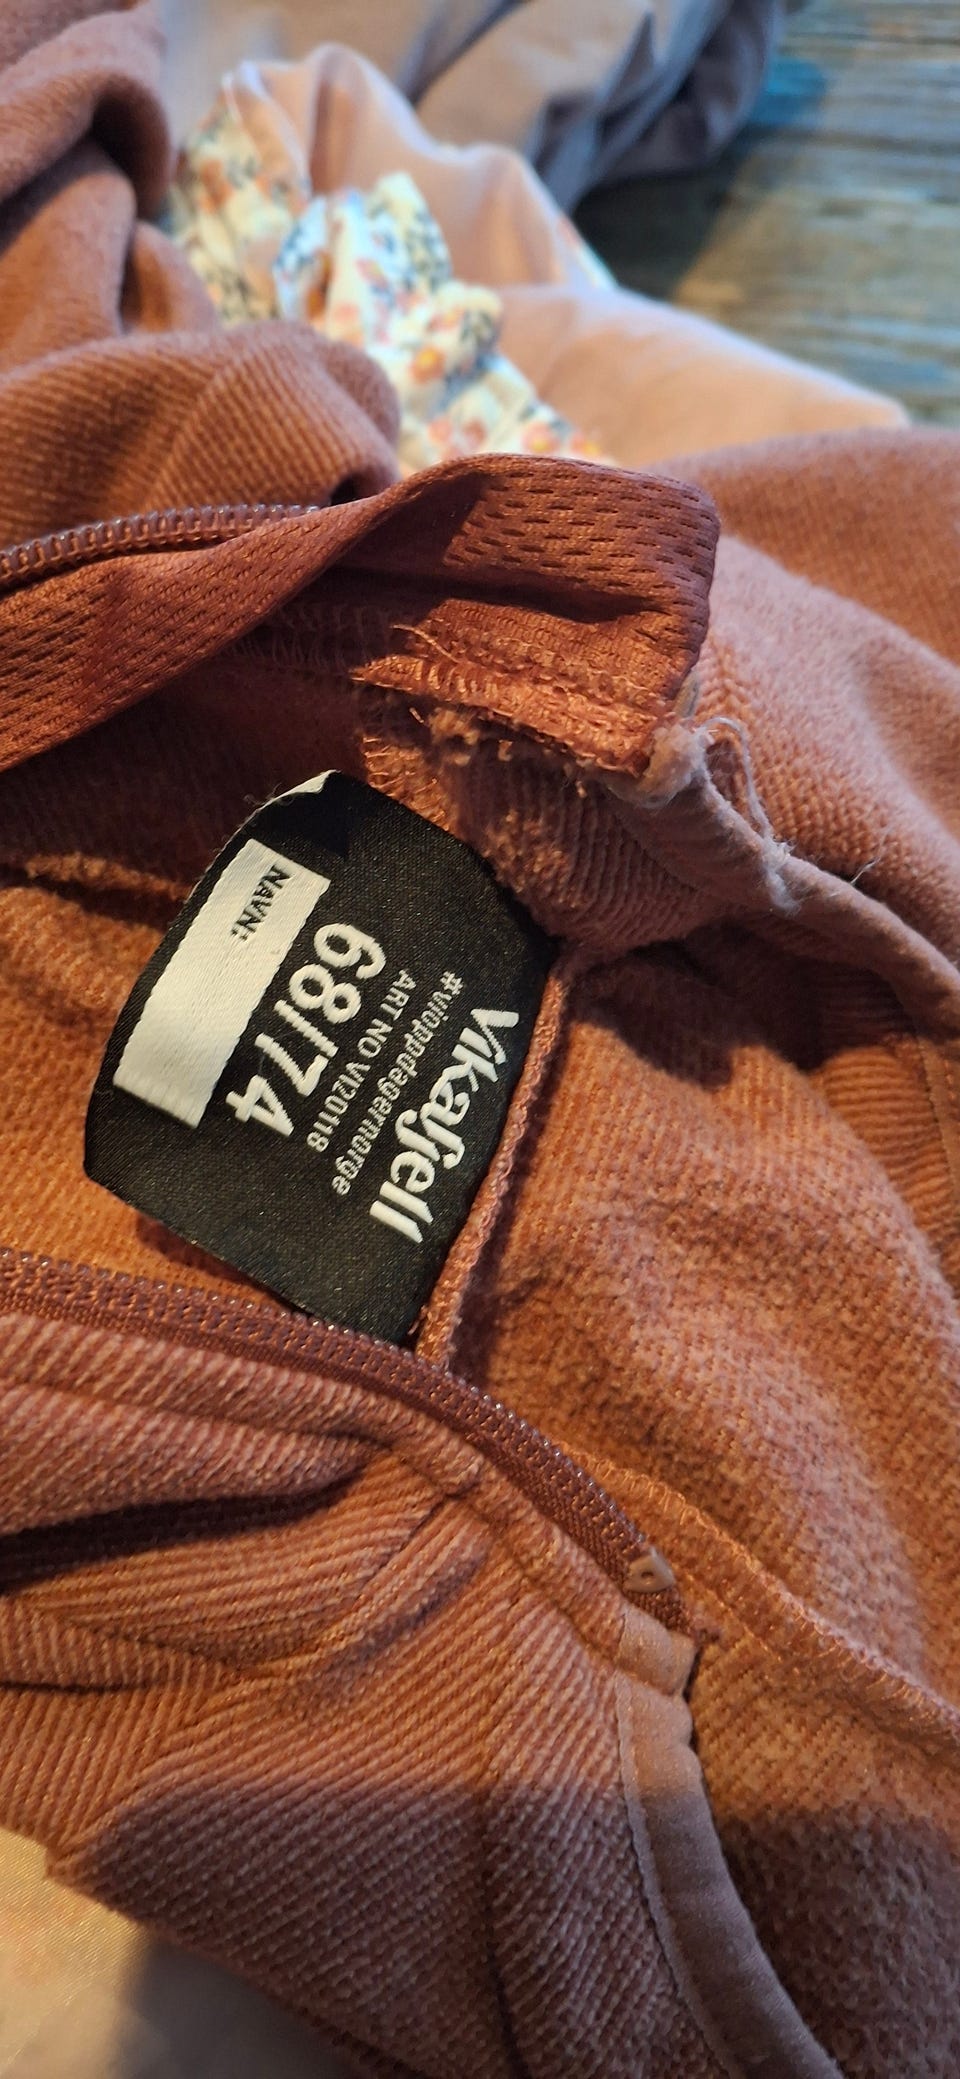 Vikafjell
#vioppdagernorge
ART NO VI20118
68/74
NAVN: